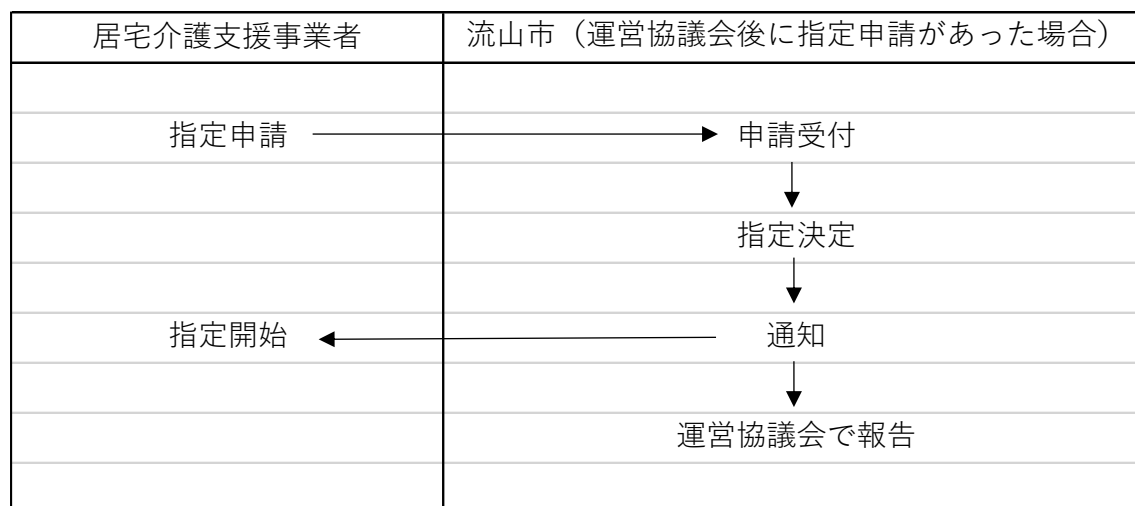 居宅介護支援事業者
流山市（運営協議会後に指定申請があった場合）
指定申請
申請受付
指定決定
指定開始
通知
運営協議会で報告